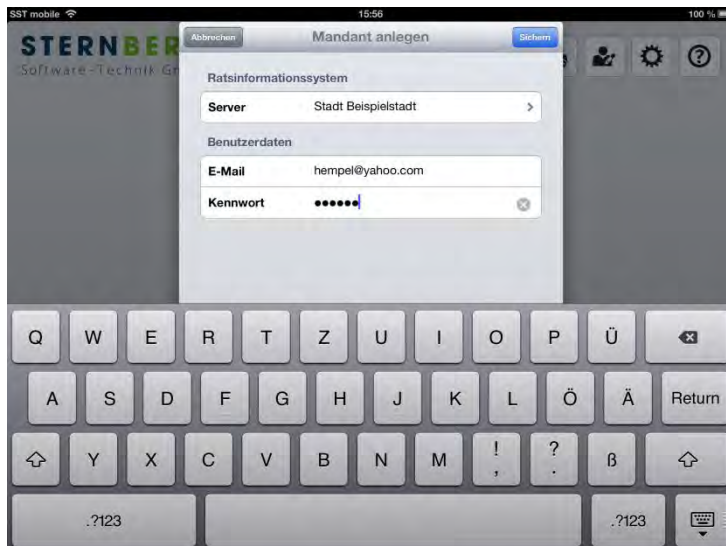 SST mobile 15:56 100 %
STERNBER
Software-Technik G
Abbrechen Mandant anlegen Sichern
Ratsinformationssystem
Server Stadt Beispielstadt
Benutzerdaten
E-Mail hempel@yahoo.com
Kennwort ••••••
Q W E R T Z U I O P Ü
A S D F G H J K L Ö Ä Return
Y X C V B N M ! , ? . ß
.?123 .?123